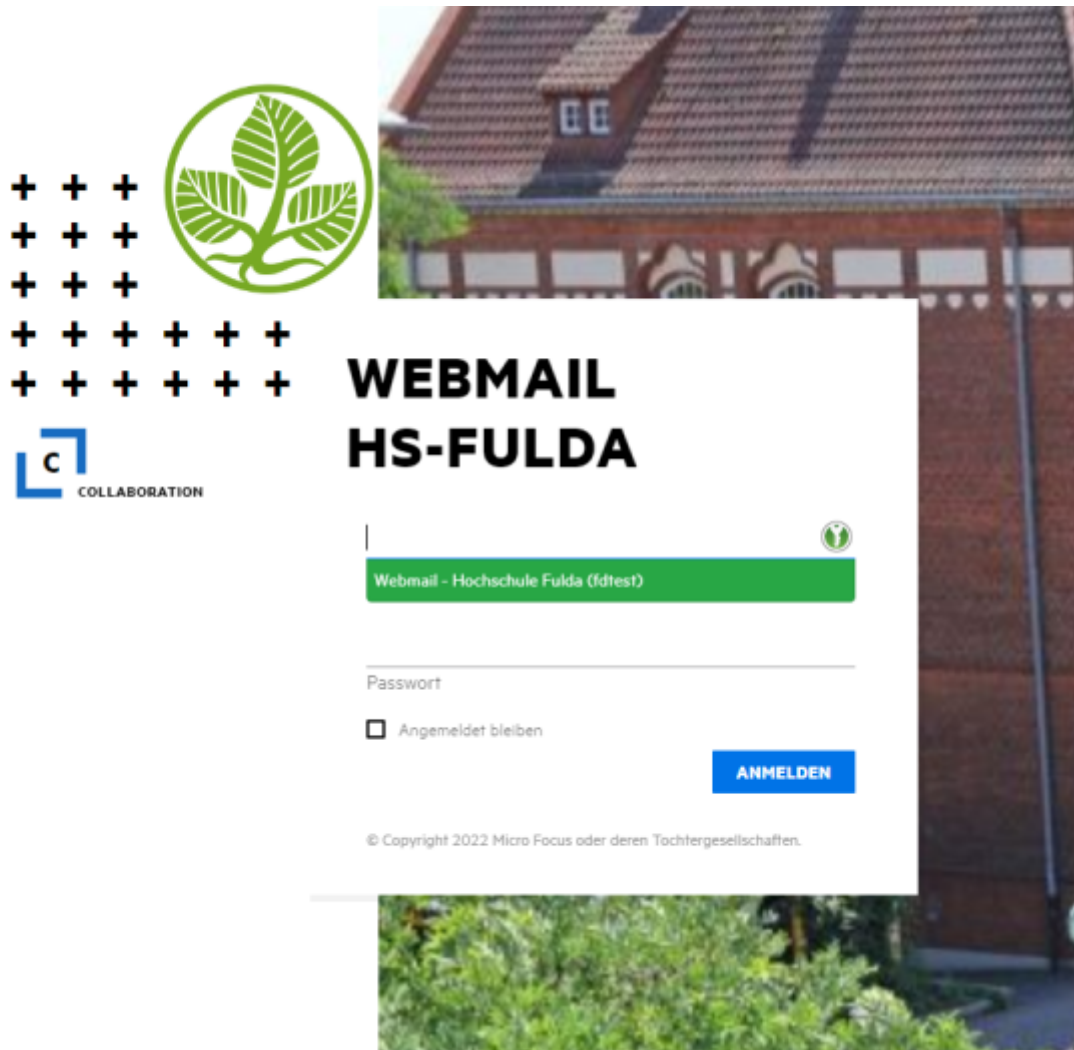 WEBMAIL
HS-FULDA
C
COLLABORATION
Webmail - Hochschule Fulda (fdtest)
Passwort
Angemeldet bleiben
ANMELDEN
© Copyright 2022 Micro Focus oder deren Tochtergesellschaften.